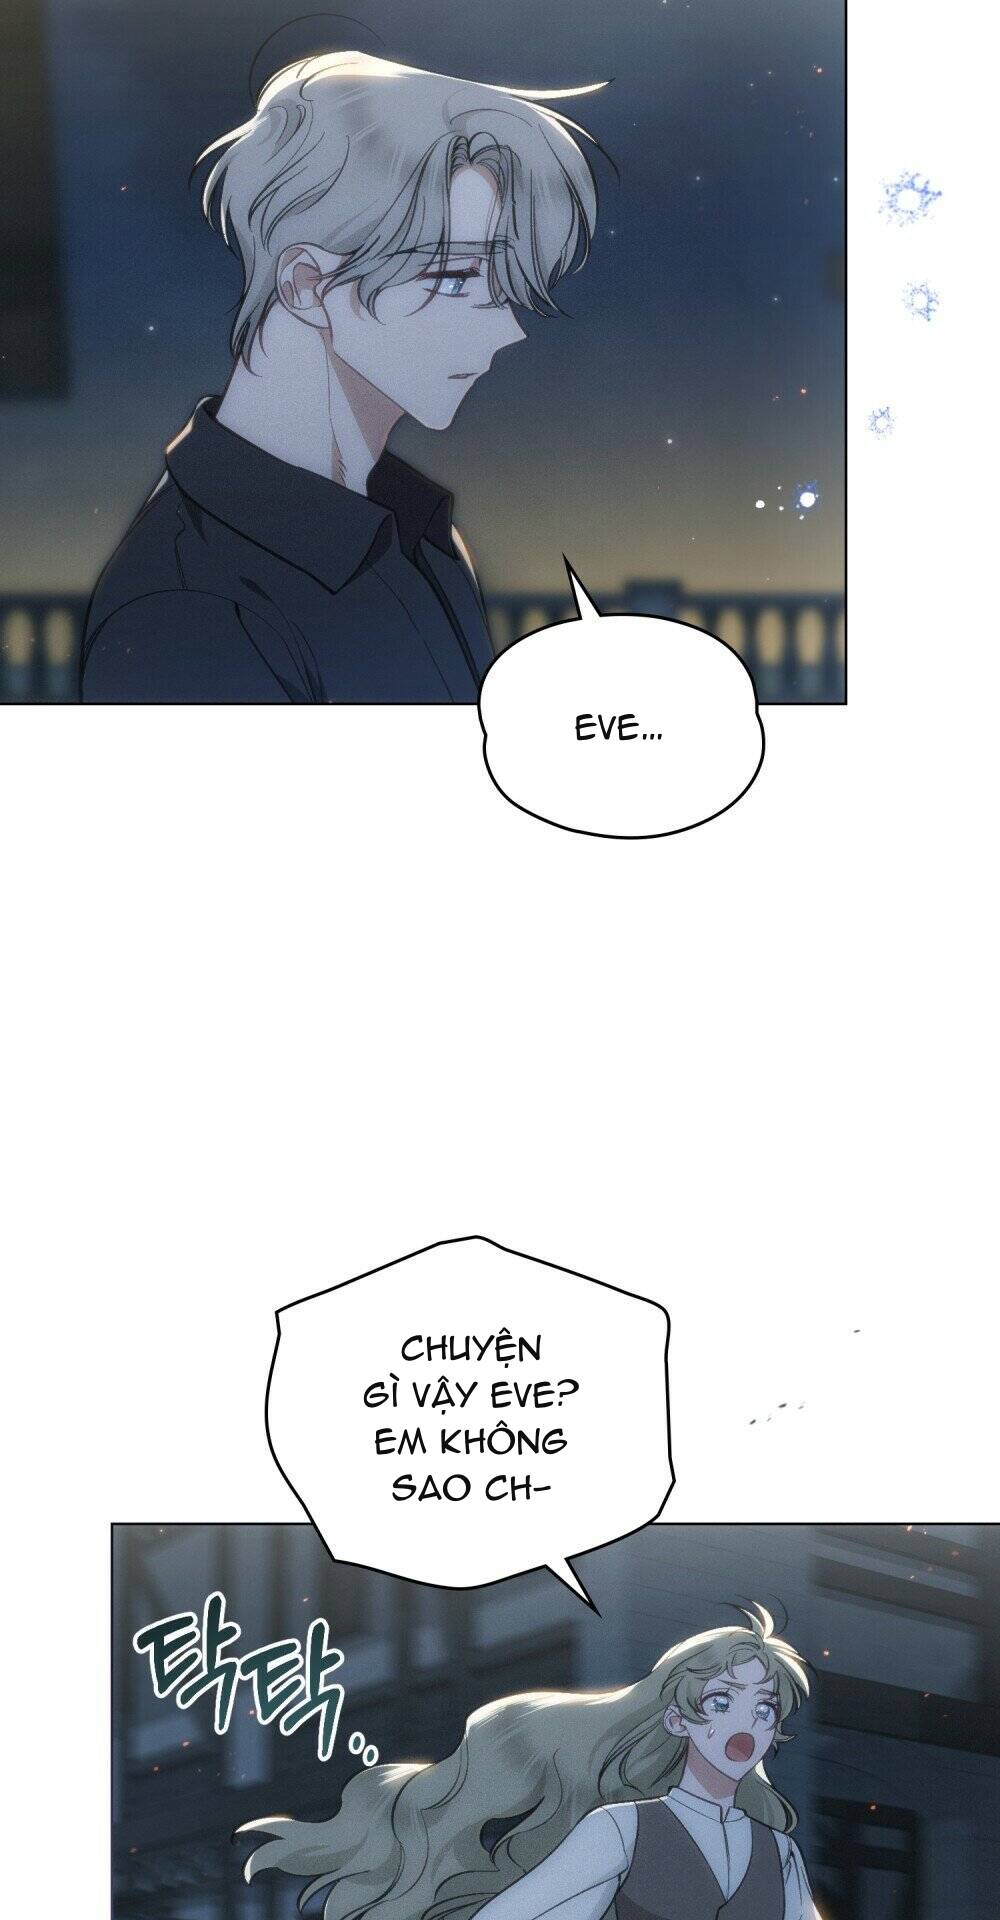 EVE...
CHUYỆN
GÌ VẬY EVE?
EM KHÔNG
SAO CH-
탁탁..